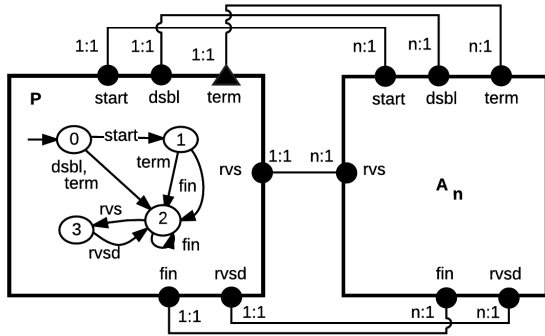 1:1 1:1 1:1 n:1 n:1 n:1
start dsbl term start dsbl term
P
0 start 1
dsbl,
term
term
fin
rvs
3 2
rvsd
fin
rvs 1:1 n:1 rvs
A n
fin rvsd fin rvsd
1:1 1:1 n:1 n:1